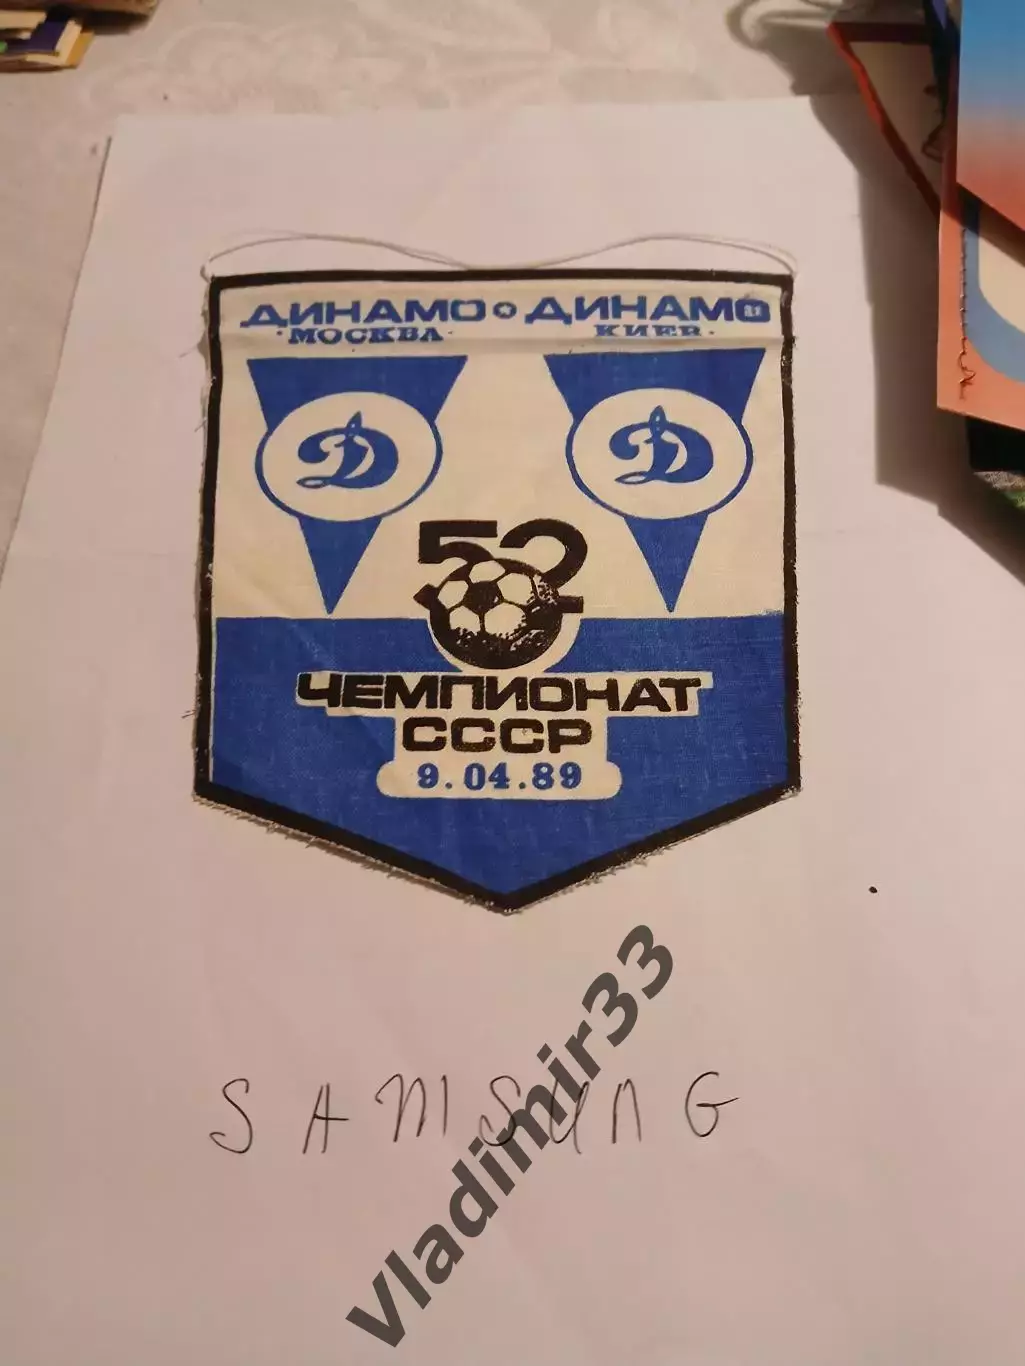 ДИНАМО ДИНАМО
·МОСКВА· КИЕВ·
52
ЧЕМПИОНАТ
СССР
9.04.89
SAMSUNG
Vladimir33